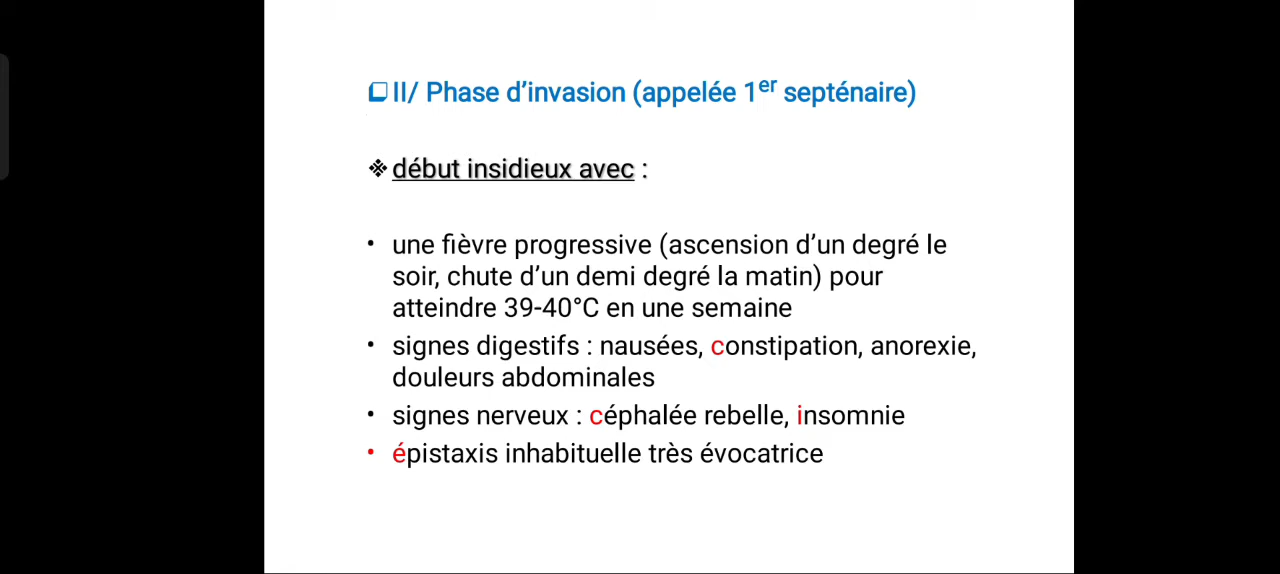 ❑II/ Phase d’invasion (appelée 1er septénaire)
❖ début insidieux avec :
• une fièvre progressive (ascension d’un degré le
soir, chute d’un demi degré la matin) pour
atteindre 39-40°C en une semaine
• signes digestifs : nausées, constipation, anorexie,
douleurs abdominales
• signes nerveux : céphalée rebelle, insomnie
• épistaxis inhabituelle très évocatrice